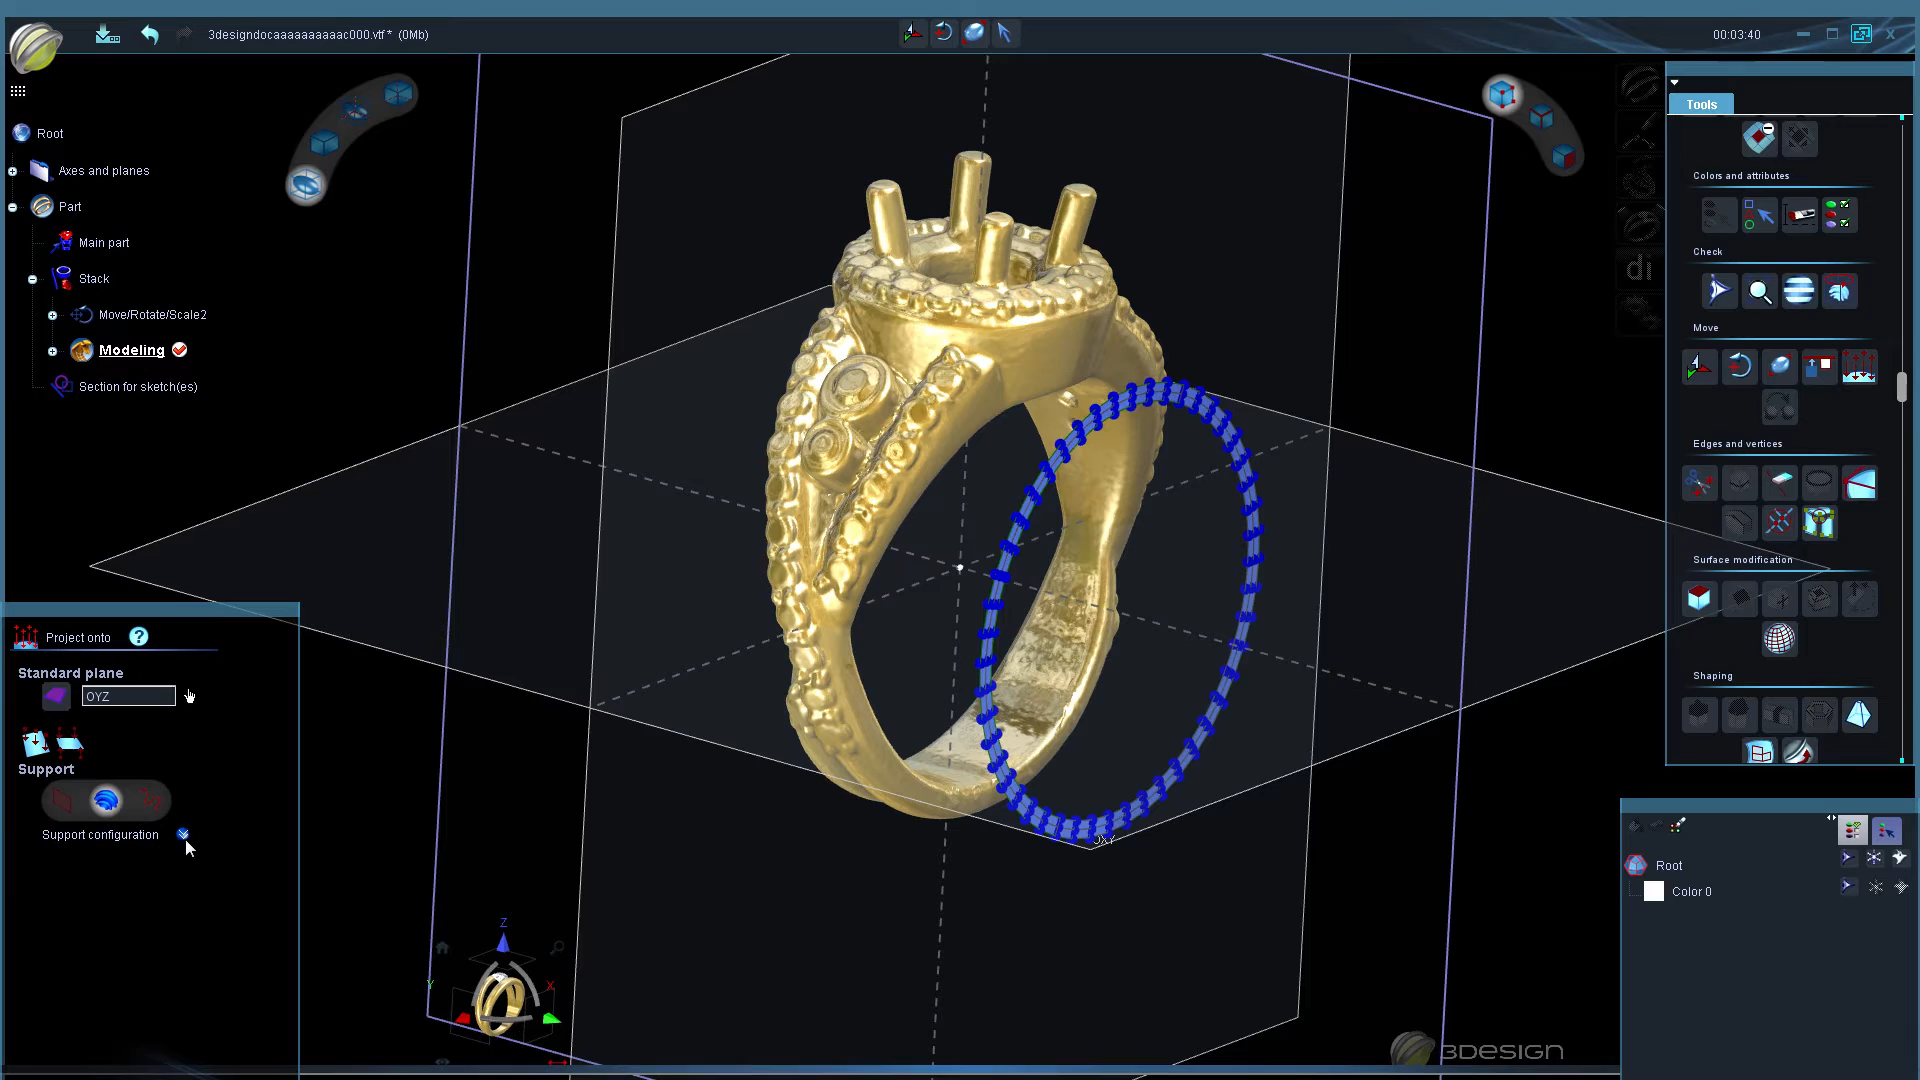 3designdocaaaaaaaaaac000.vtf * (0Mb)
00:03:40
Root
Axes and planes
Part
Main part
Stack
Move/Rotate/Scale2
Modeling
Section for sketch(es)
Project onto
?
Standard plane
OYZ
Support
Support configuration
Z
Y
X
OXY
3DESIGN
di
Tools
Colors and attributes
Check
Move
Edges and vertices
Surface modification
Shaping
Root
Color 0